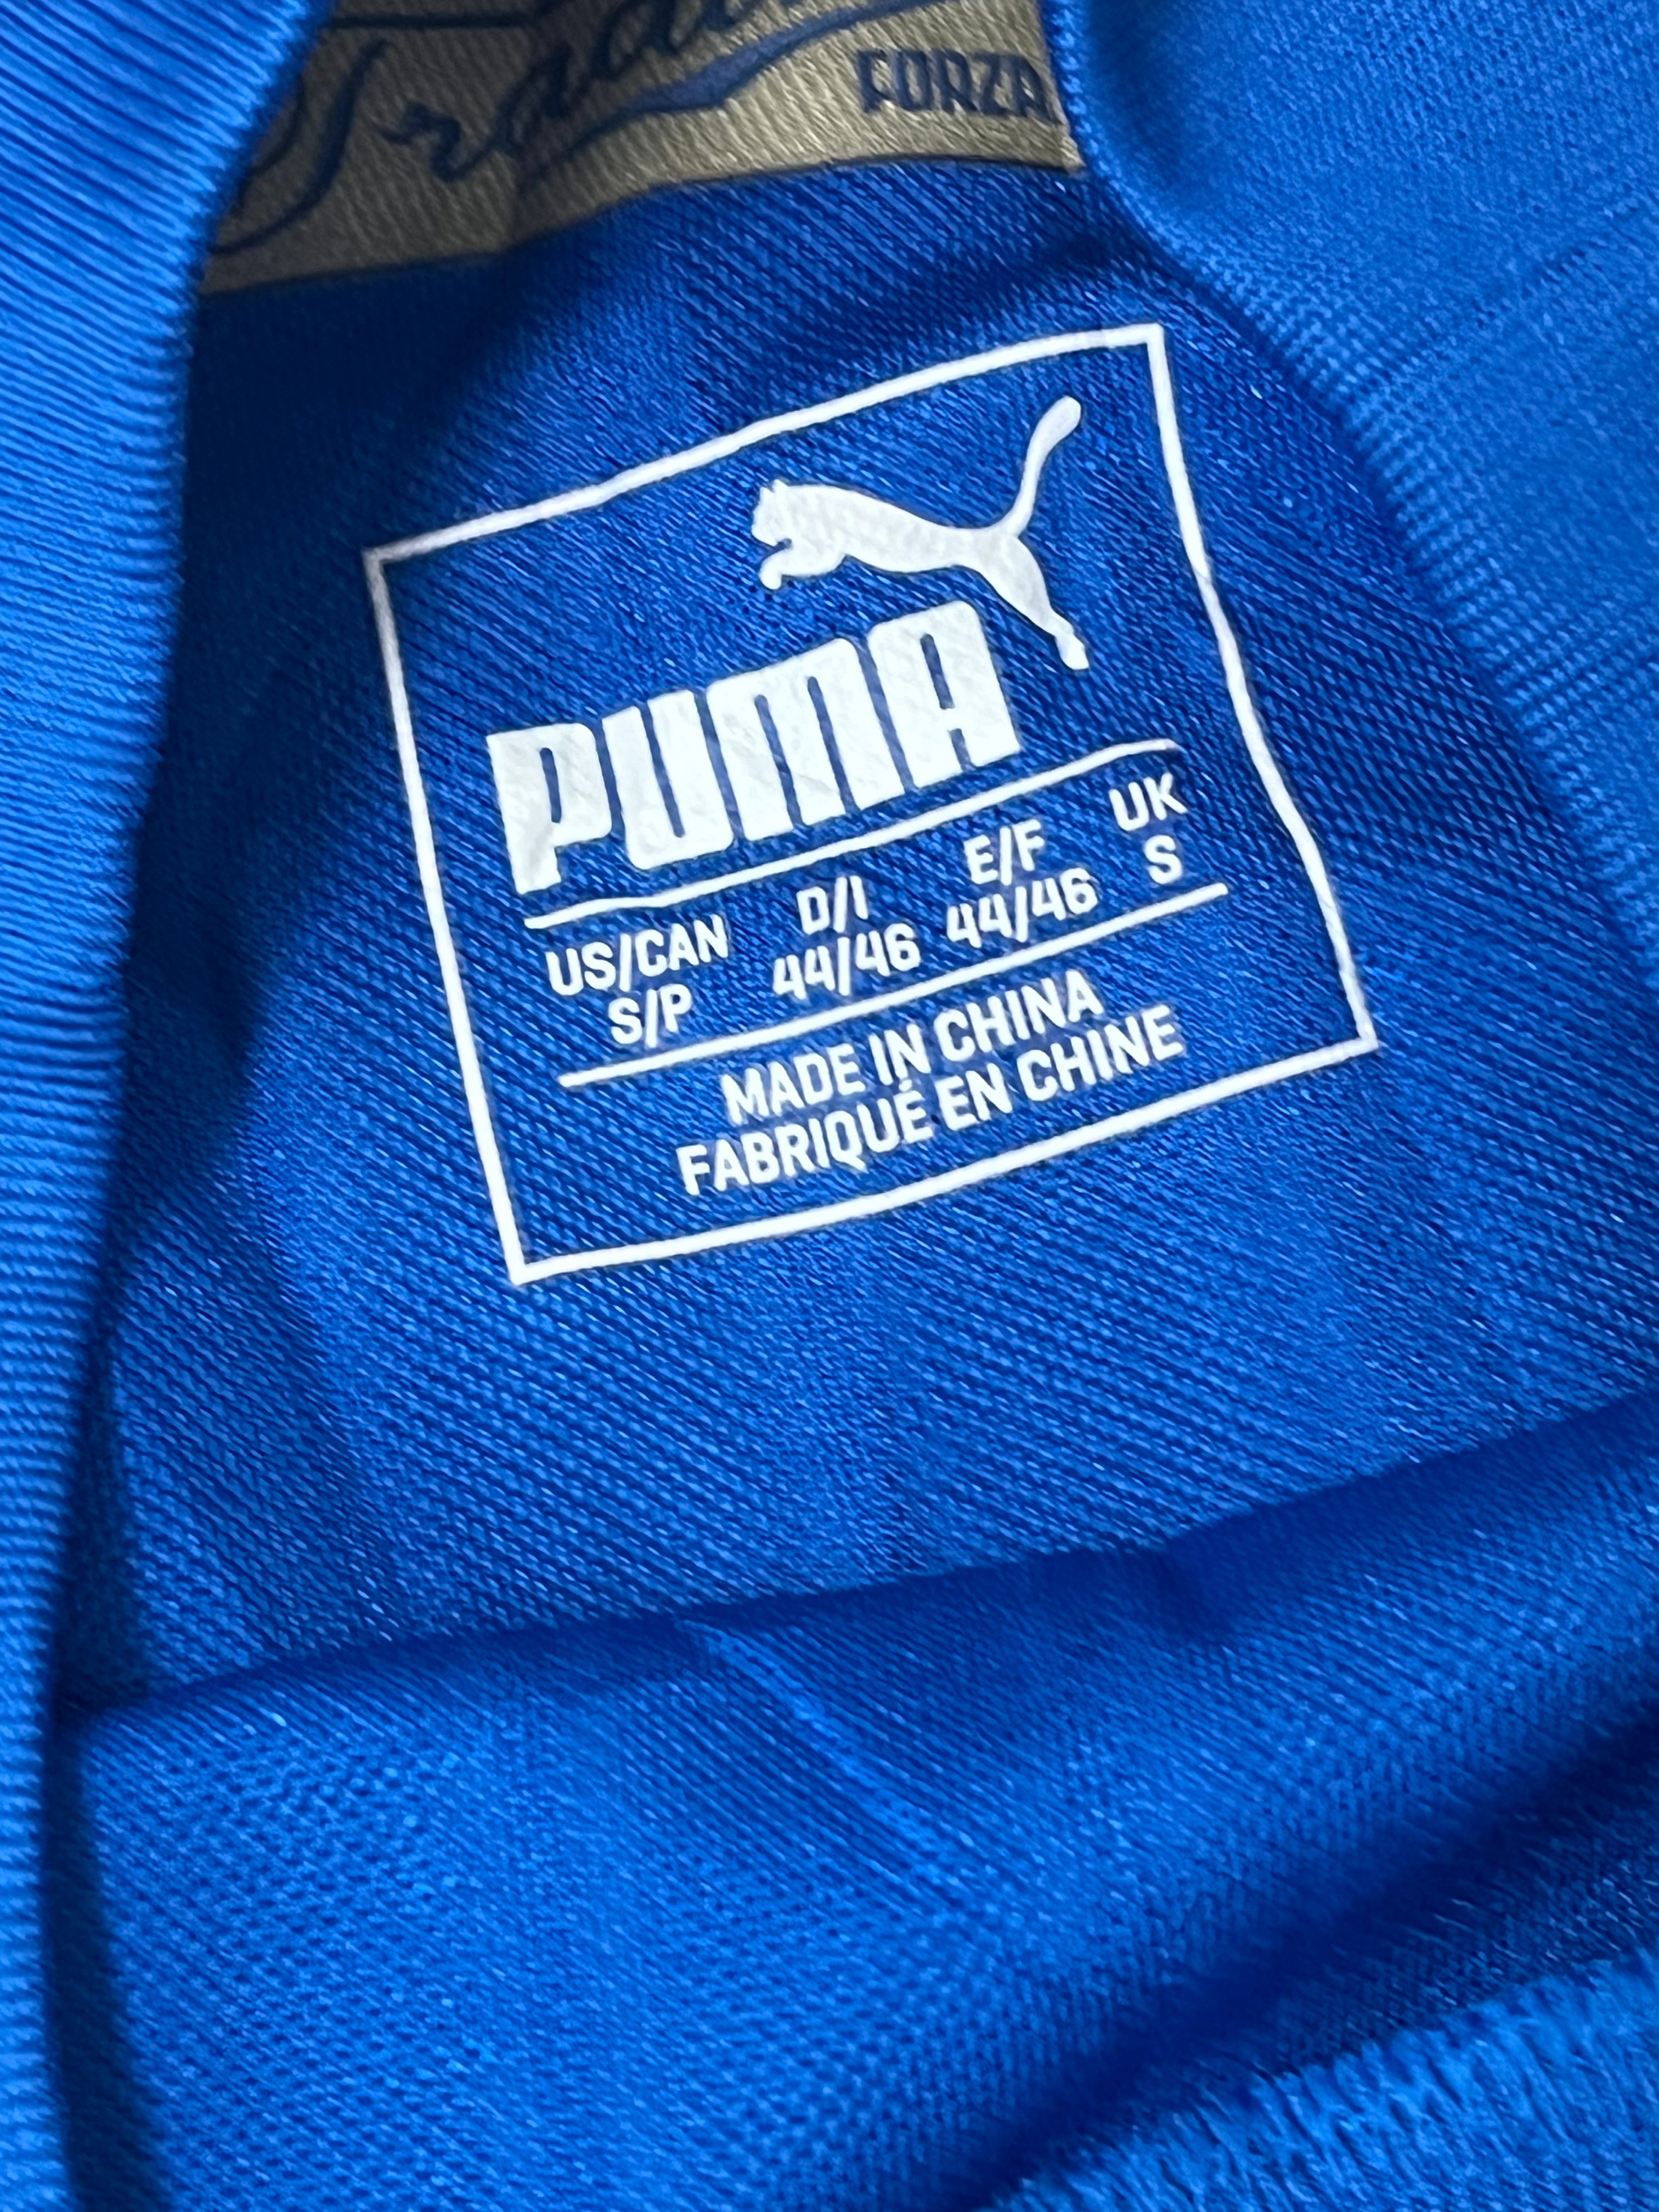 FORZA
PUMA
US/CAN D/I E/F UK
S/P 44/46 44/46 S
MADE IN CHINA
FABRIQUÉ EN CHINE